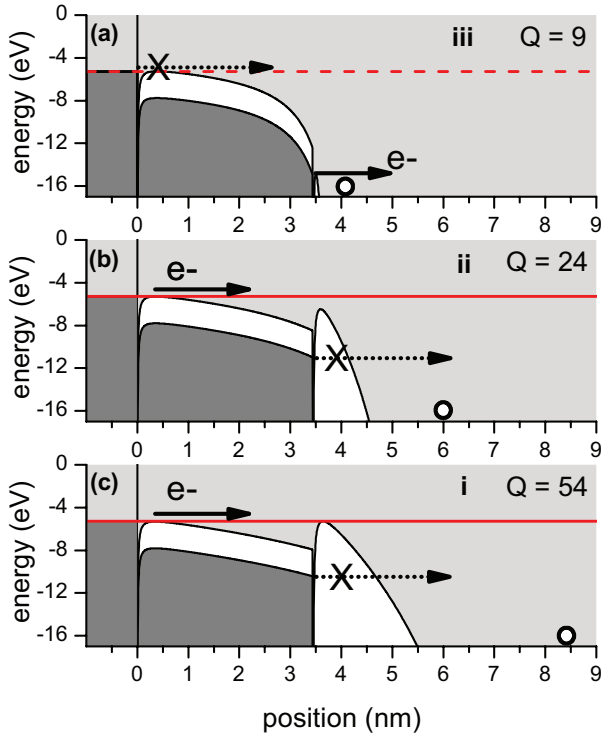 (a) iii Q = 9
X
e-
energy (eV)
0
-4
-8
-12
-16
0 1 2 3 4 5 6 7 8 9
(b) ii Q = 24
e-
X
energy (eV)
0
-4
-8
-12
-16
0 1 2 3 4 5 6 7 8 9
(c) i Q = 54
e-
X
energy (eV)
0
-4
-8
-12
-16
0 1 2 3 4 5 6 7 8 9
position (nm)